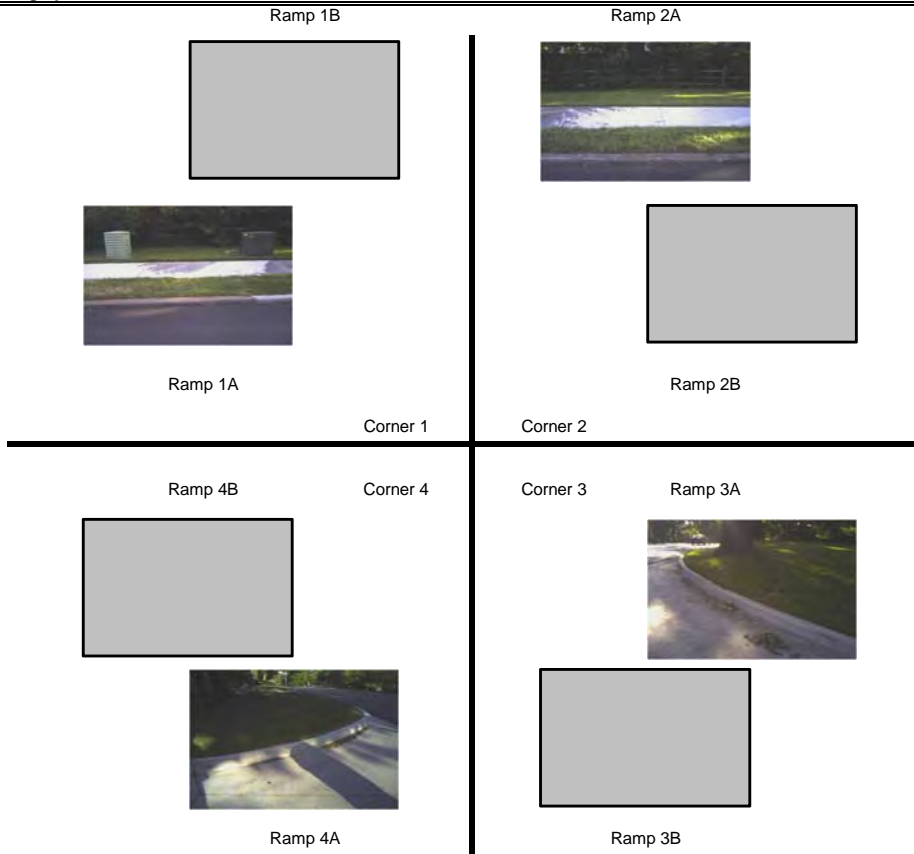 Ramp 1B Ramp 2A
Ramp 1A Ramp 2B
Corner 1 Corner 2
Ramp 4B Corner 4 Corner 3 Ramp 3A
Ramp 4A Ramp 3B